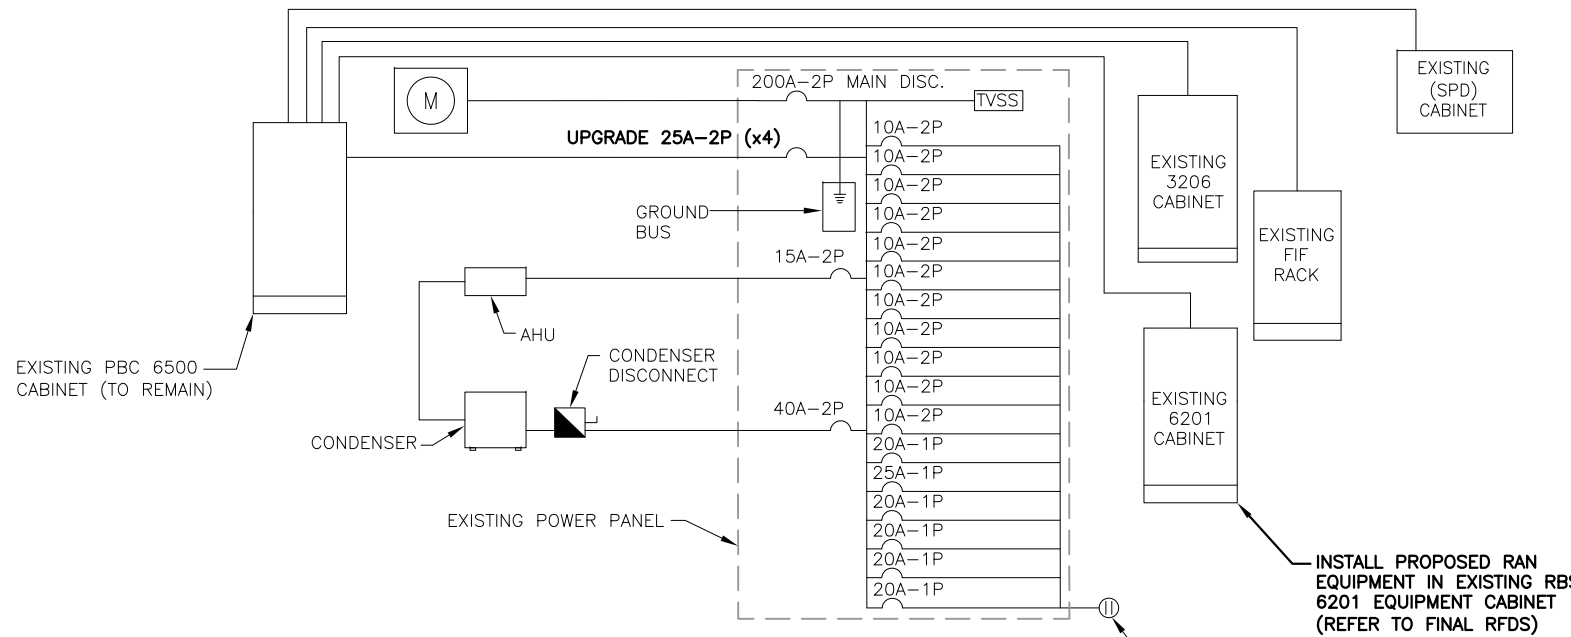 EXISTING
(SPD)
CABINET
200A-2P MAIN DISC.
M
TVSS
UPGRADE 25A-2P (x4)
10A-2P
10A-2P
10A-2P
10A-2P
10A-2P
10A-2P
10A-2P
10A-2P
10A-2P
10A-2P
10A-2P
20A-1P
25A-1P
20A-1P
20A-1P
20A-1P
20A-1P
EXISTING
3206
CABINET
GROUND
BUS
EXISTING
FIF
RACK
15A-2P
AHU
EXISTING PBC 6500
CABINET (TO REMAIN)
CONDENSER
DISCONNECT
40A-2P
CONDENSER
EXISTING
6201
CABINET
EXISTING POWER PANEL
INSTALL PROPOSED RAN
EQUIPMENT IN EXISTING RBS
6201 EQUIPMENT CABINET
(REFER TO FINAL RFDS)